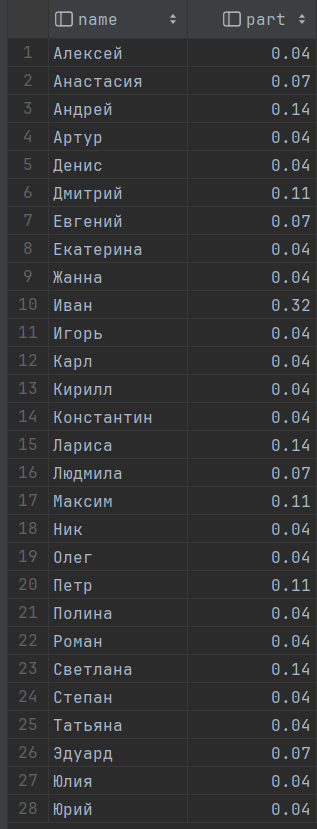 name part
1 Алексей 0.04
2 Анастасия 0.07
3 Андрей 0.14
4 Артур 0.04
5 Денис 0.04
6 Дмитрий 0.11
7 Евгений 0.07
8 Екатерина 0.04
9 Жанна 0.04
10 Иван 0.32
11 Игорь 0.04
12 Карл 0.04
13 Кирилл 0.04
14 Константин 0.04
15 Лариса 0.14
16 Людмила 0.07
17 Максим 0.11
18 Ник 0.04
19 Олег 0.04
20 Петр 0.11
21 Полина 0.04
22 Роман 0.04
23 Светлана 0.14
24 Степан 0.04
25 Татьяна 0.04
26 Эдуард 0.07
27 Юлия 0.04
28 Юрий 0.04